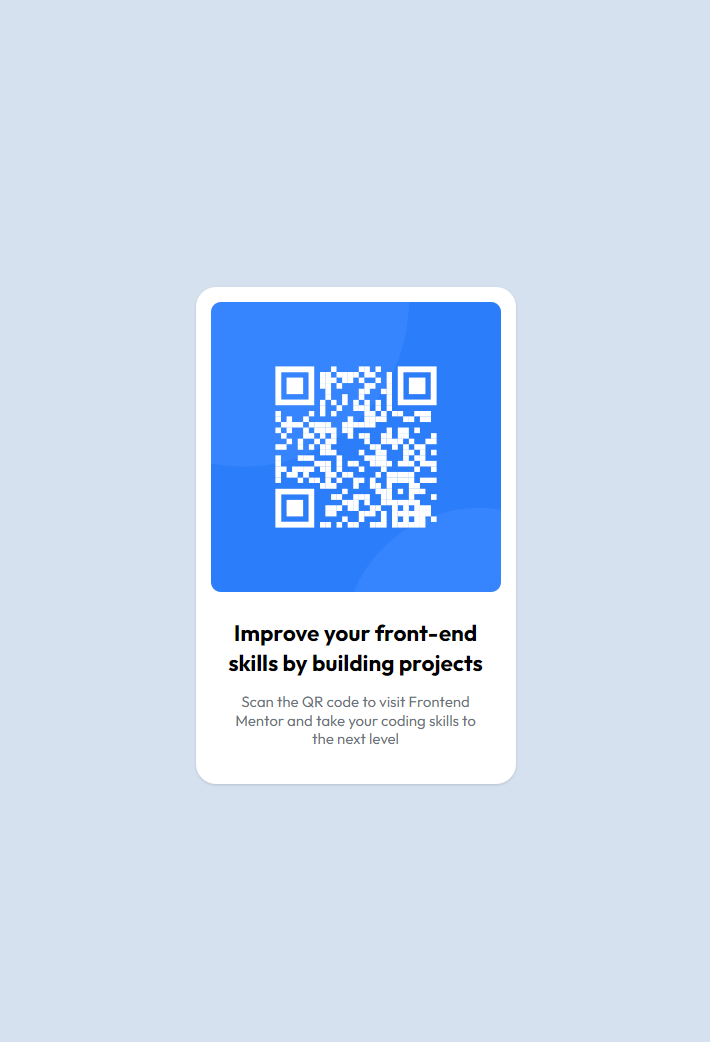 Improve your front-end
skills by building projects
Scan the QR code to visit Frontend
Mentor and take your coding skills to
the next level